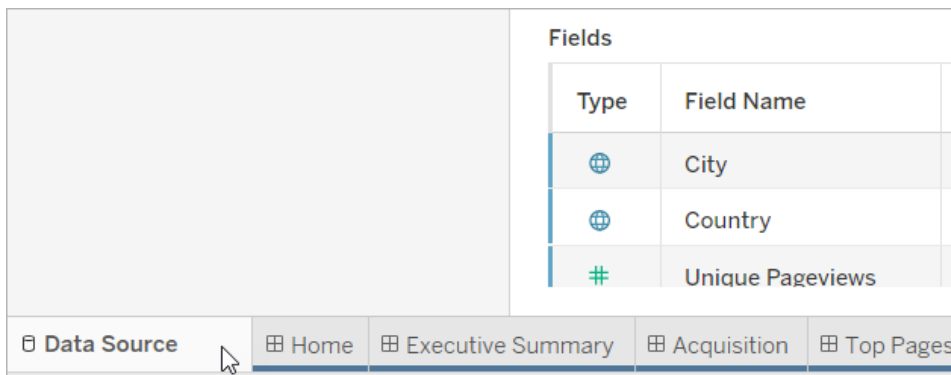 Fields
Type Field Name
City
Country
# Unique Pageviews
Data Source Home Executive Summary Acquisition Top Pages